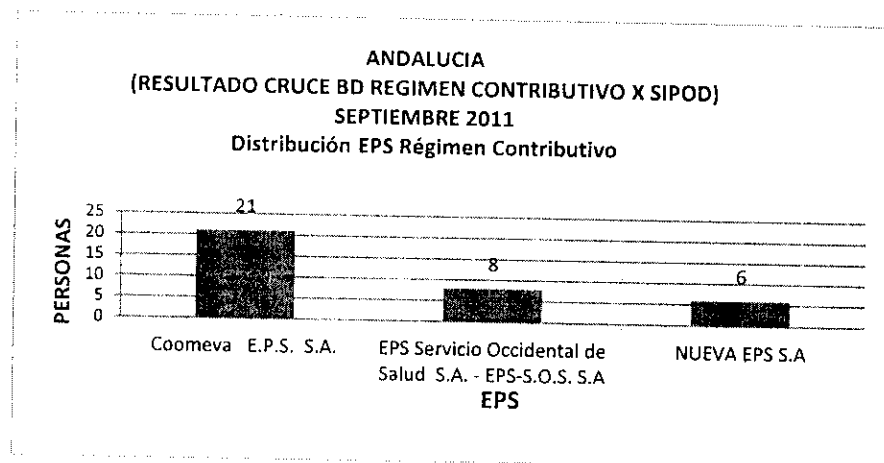 ANDALUCIA
(RESULTADO CRUCE BD REGIMEN CONTRIBUTIVO X SIPOD)
SEPTIEMBRE 2011
Distribución EPS Régimen Contributivo
PERSONAS
25
20
15
10
5
0
21
8
6
Coomeva E.P.S. S.A.
EPS Servicio Occidental de
Salud S.A. - EPS-S.O.S. S.A
NUEVA EPS S.A
EPS